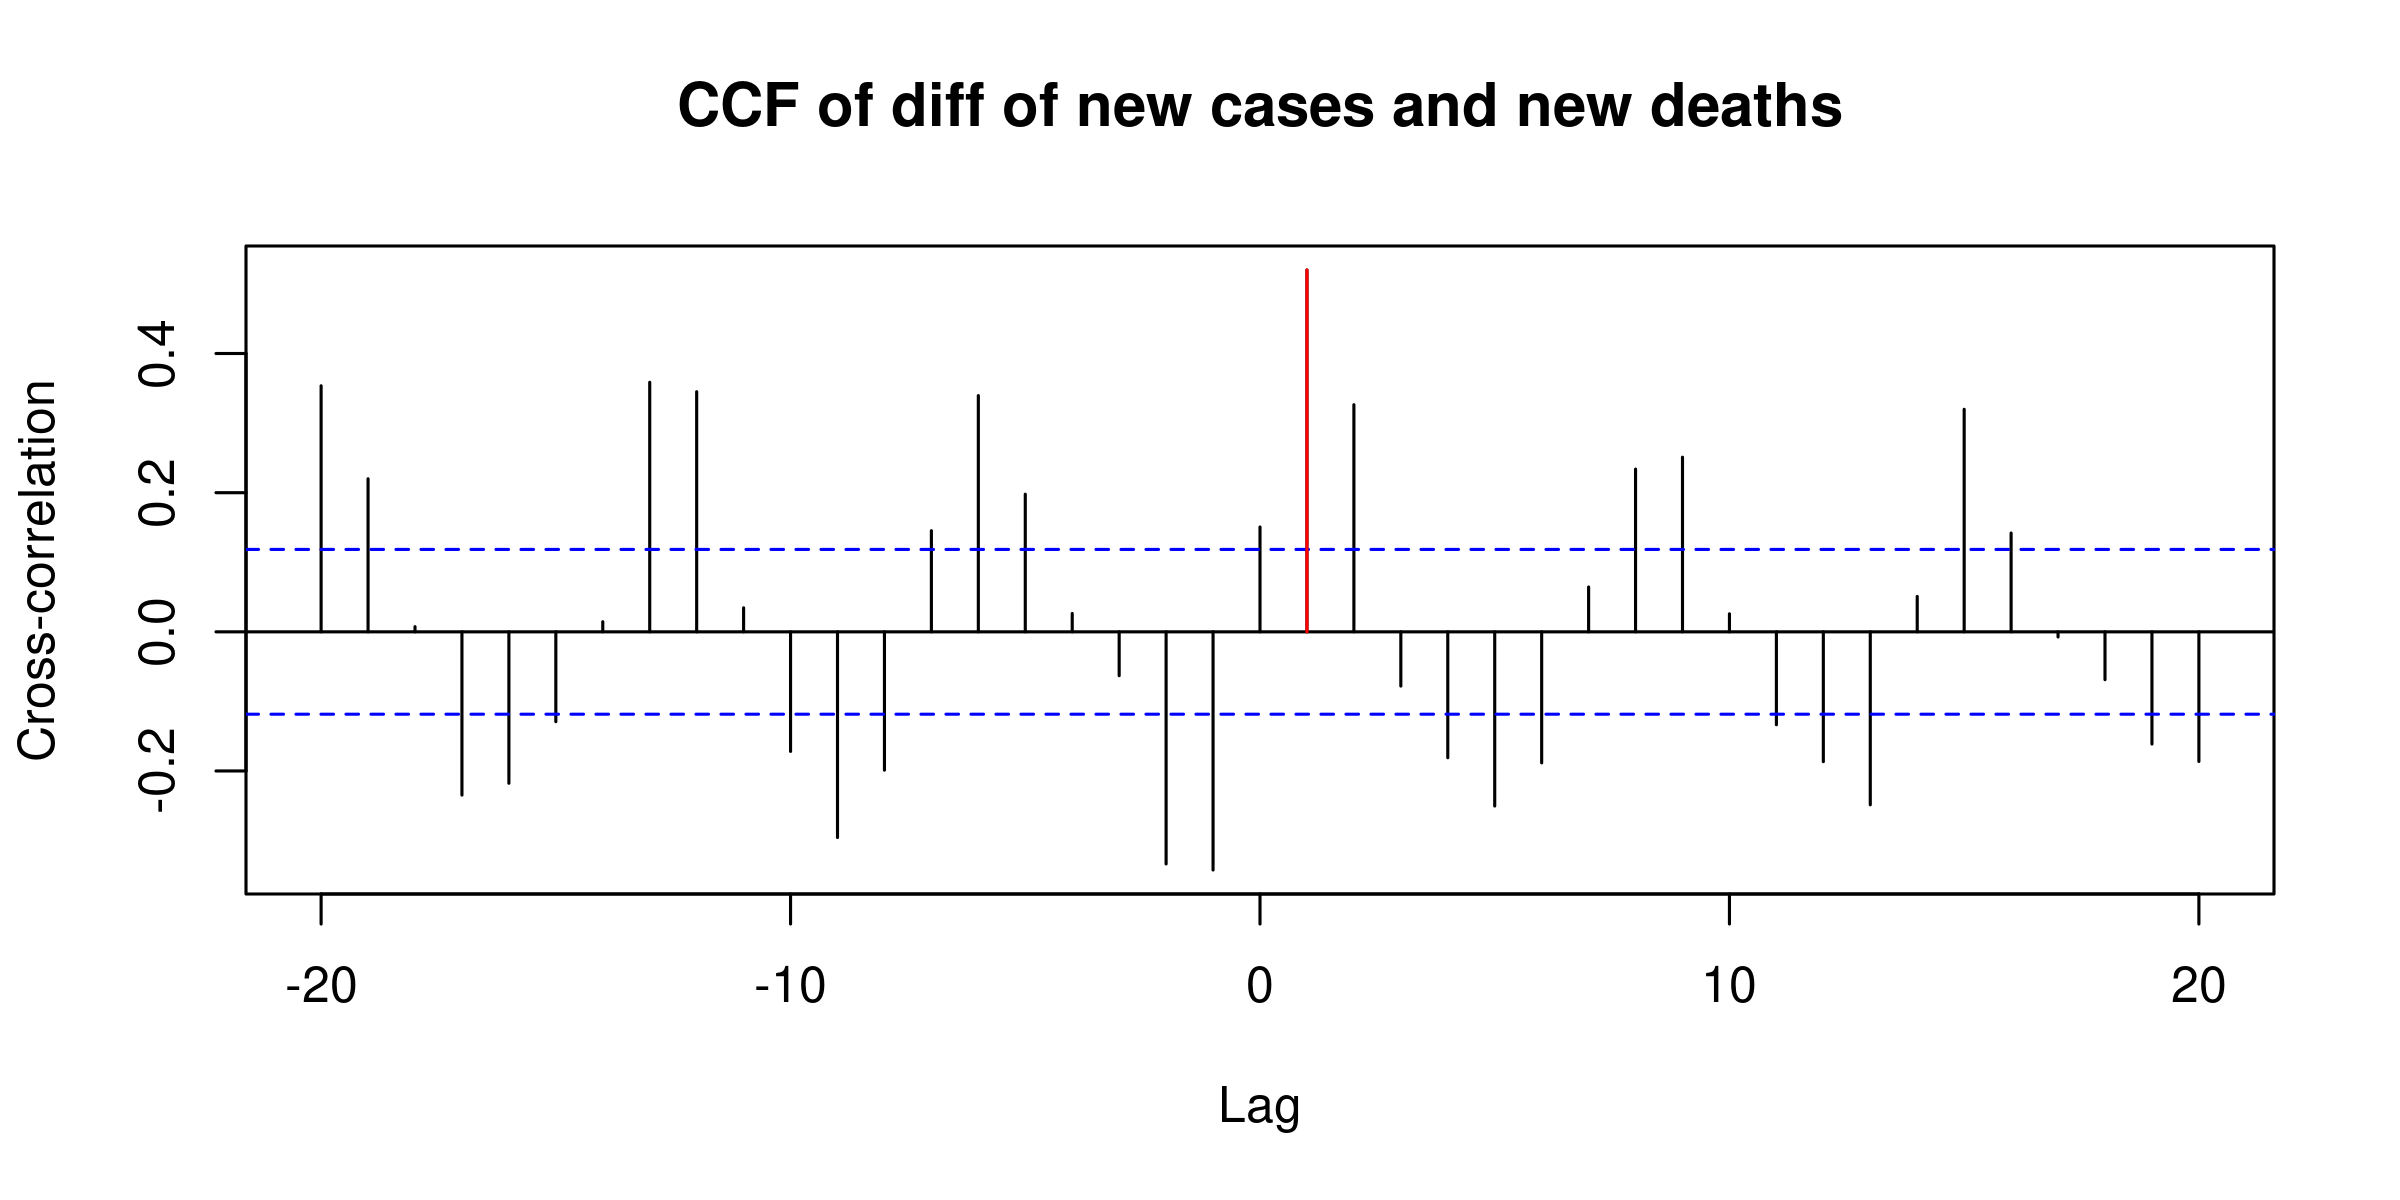 CCF of diff of new cases and new deaths
Cross-correlation
0.4
0.2
0.0
-0.2
-20 -10 0 10 20
Lag